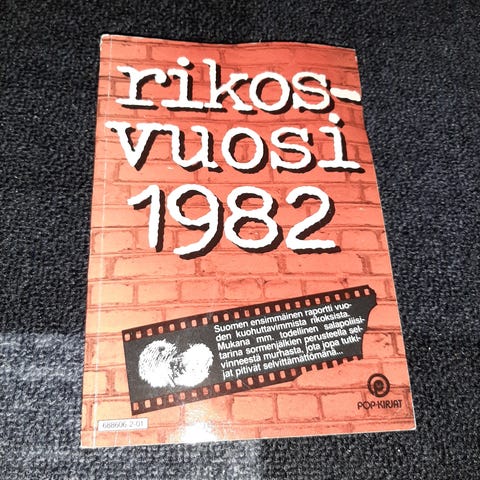 rikos-
vuosi
1982
Suomen ensimmäinen raportti vuo-
den kuohuttavimmista rikoksista.
Mukana mm. todellinen salapoliisi-
tarina sormenjälkien perusteella sel-
vinneestä murhasta, jota jopa tutki-
jat pitivät selvittämättömänä...
POP-KIRJAT
688606 2-01